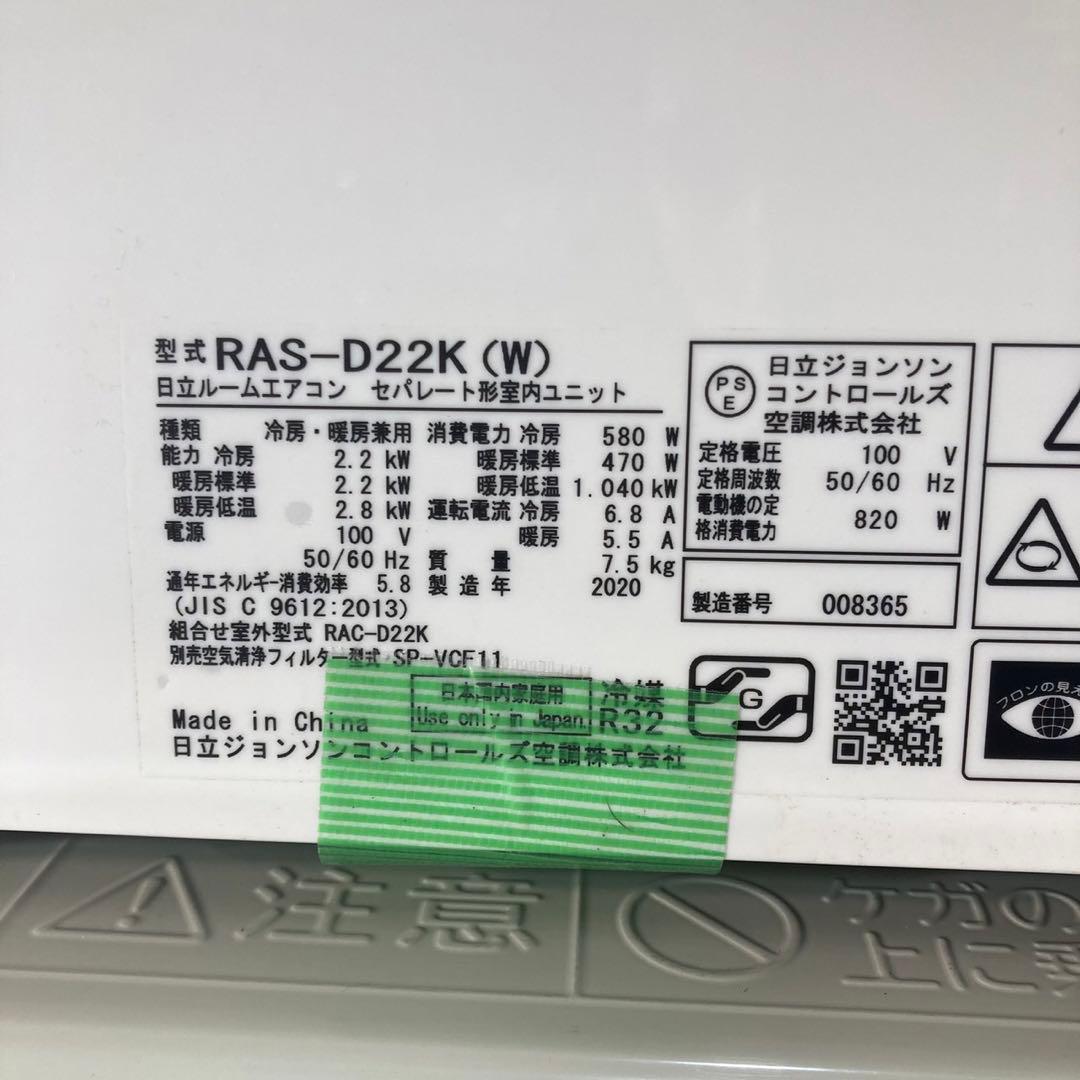 型式 RAS-D22K (W)
日立ルームエアコン セパレート形室内ユニット
種類 冷房・暖房兼用
能力 冷房 2.2 kW
暖房標準 2.2 kW
暖房低温 2.8 kW
電源 100 V
50/60 Hz
通年エネルギー消費効率 5.8
(JIS C 9612:2013)
組合せ室外型式 RAC-D22K
別売空気清浄フィルター型式 SP-VCF11
消費電力 冷房 580 W
暖房標準 470 W
暖房低温 1.040 kW
運転電流 冷房 6.8 A
暖房 5.5 A
質量 7.5 kg
製造年 2020
日本国内家庭用
Use only in Japan.
冷媒
R32
Made in China
日立ジョンソンコントロールズ空調株式会社
PSE
日立ジョンソン
コントロールズ
空調株式会社
定格電圧 100 V
定格周波数 50/60 Hz
電動機の定
格消費電力 820 W
製造番号 008365
G
フロンの見え
注意
ケガの
上に乗